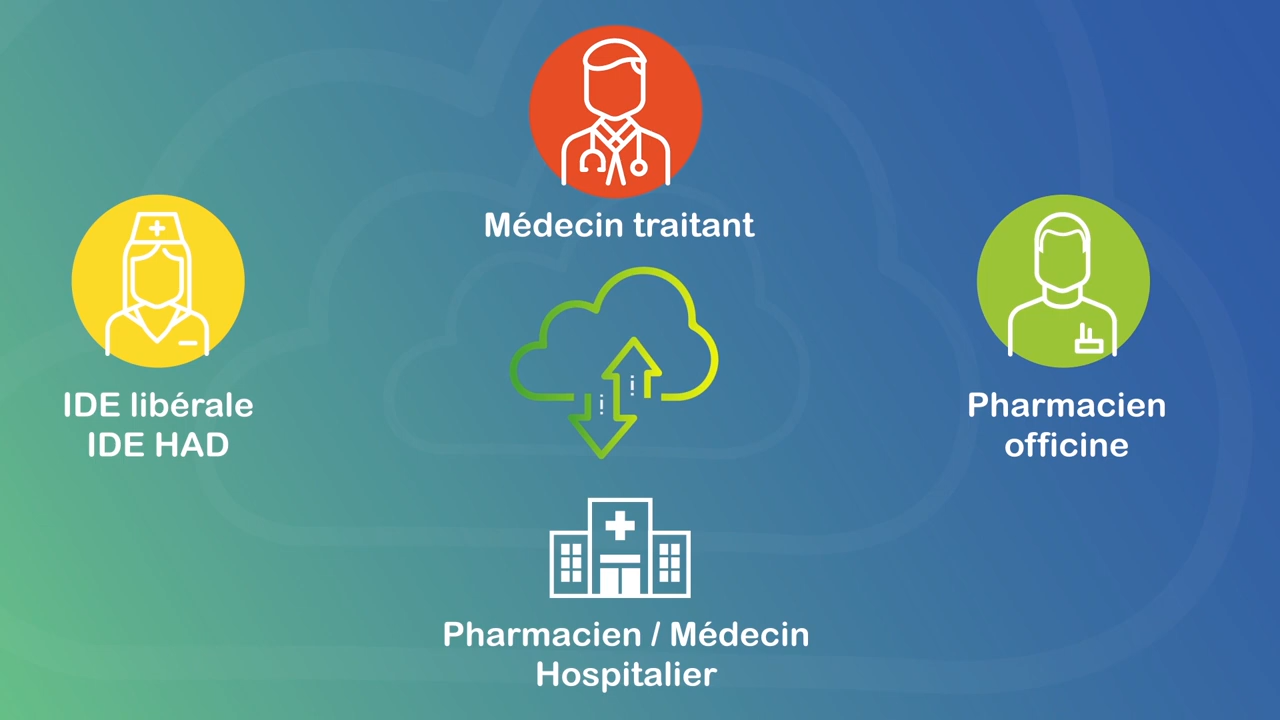 Médecin traitant
IDE libérale
IDE HAD
Pharmacien
officine
i
i
Pharmacien / Médecin
Hospitalier